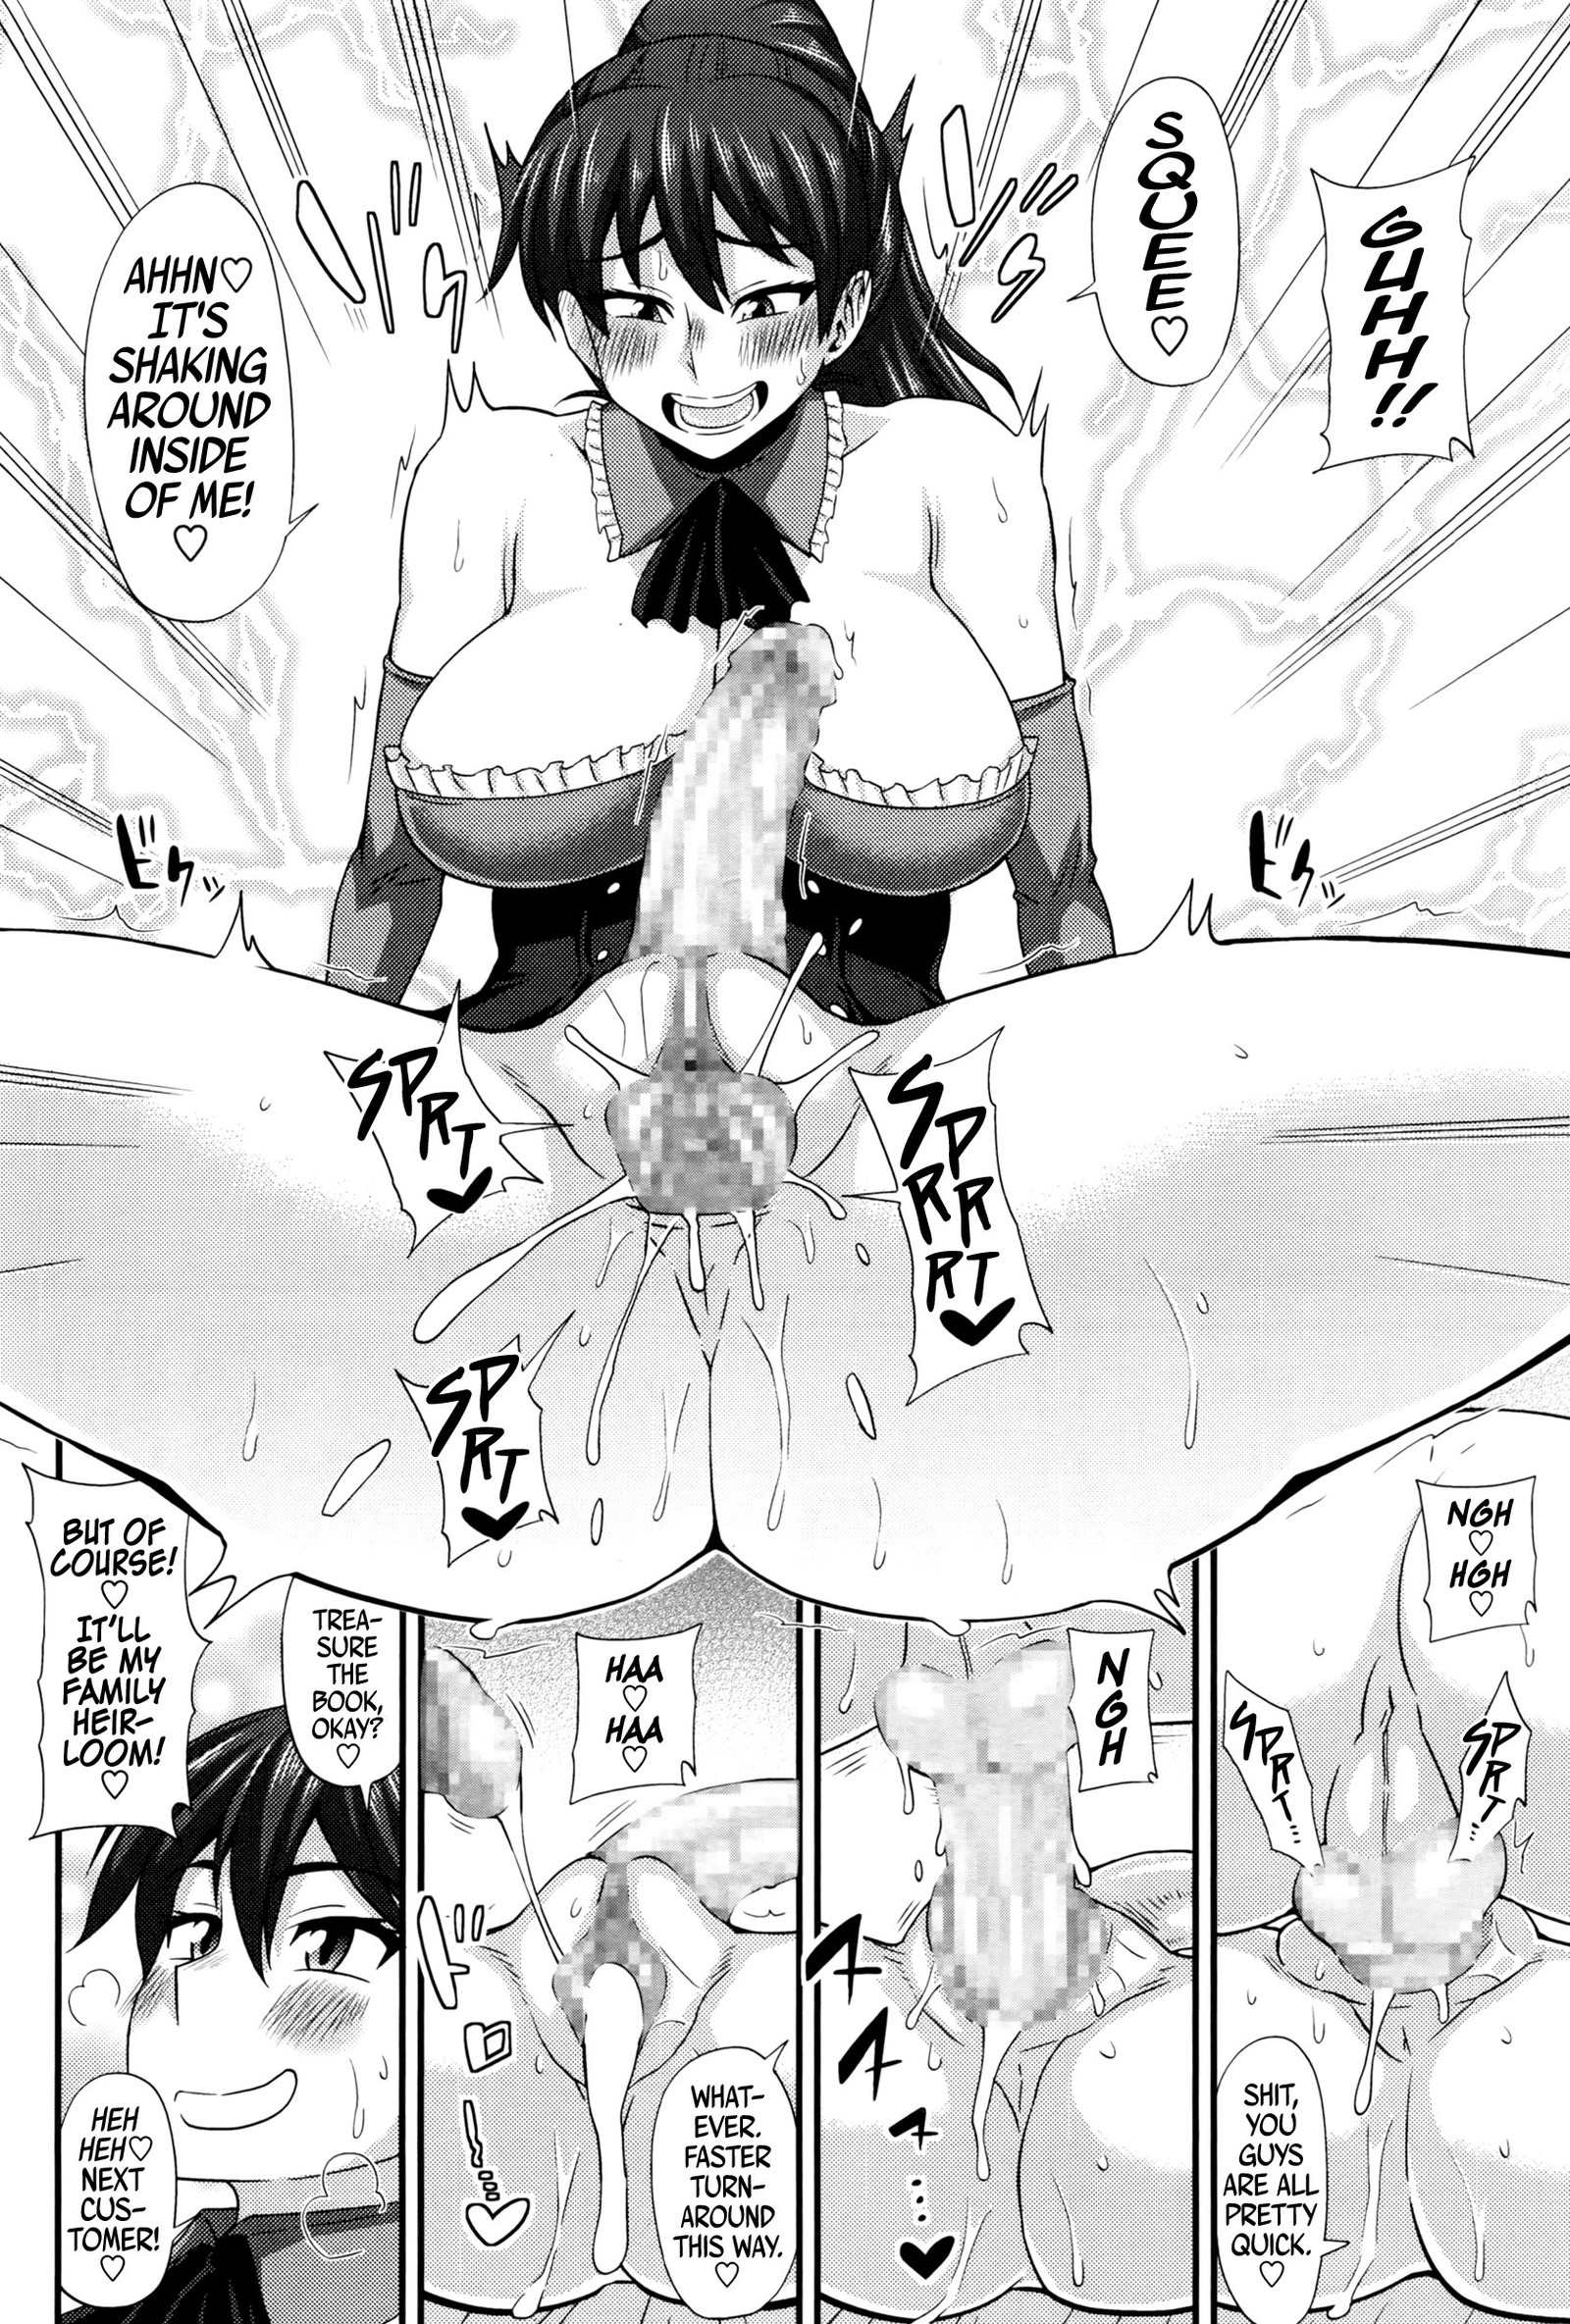 GUHH!!
SQUEE♡
AHHN♡
IT'S
SHAKING
AROUND
INSIDE
OF ME!
♡
ビクッ
ビクッ
SPRT♥
SPRRRRT♥
SPRT♥
NGH
♡
HGH
♡
SPRT...
SPRT...
SHIT,
YOU
GUYS
ARE ALL
PRETTY
QUICK.
♡
NGH
HAA
♡
HAA
♡
WHAT-
EVER.
FASTER
TURN-
AROUND
THIS WAY.
♡
TREA-
SURE
THE
BOOK,
OKAY?
♡
BUT OF
COURSE!
♡
IT'LL
BE MY
FAMILY
HEIR-
LOOM!
♡
HEH
HEH♡
NEXT
CUS-
TOMER!
♡